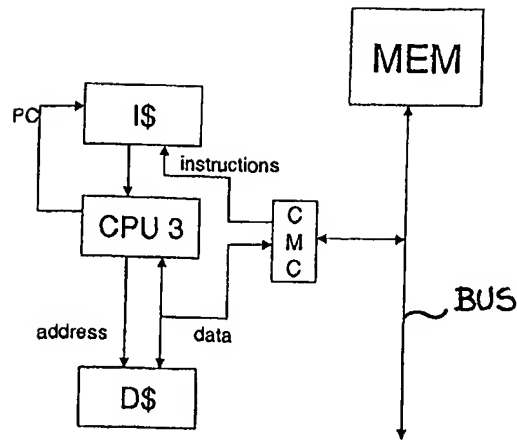 MEM
PC
I$
instructions
CPU 3
C
M
C
BUS
address
data
D$